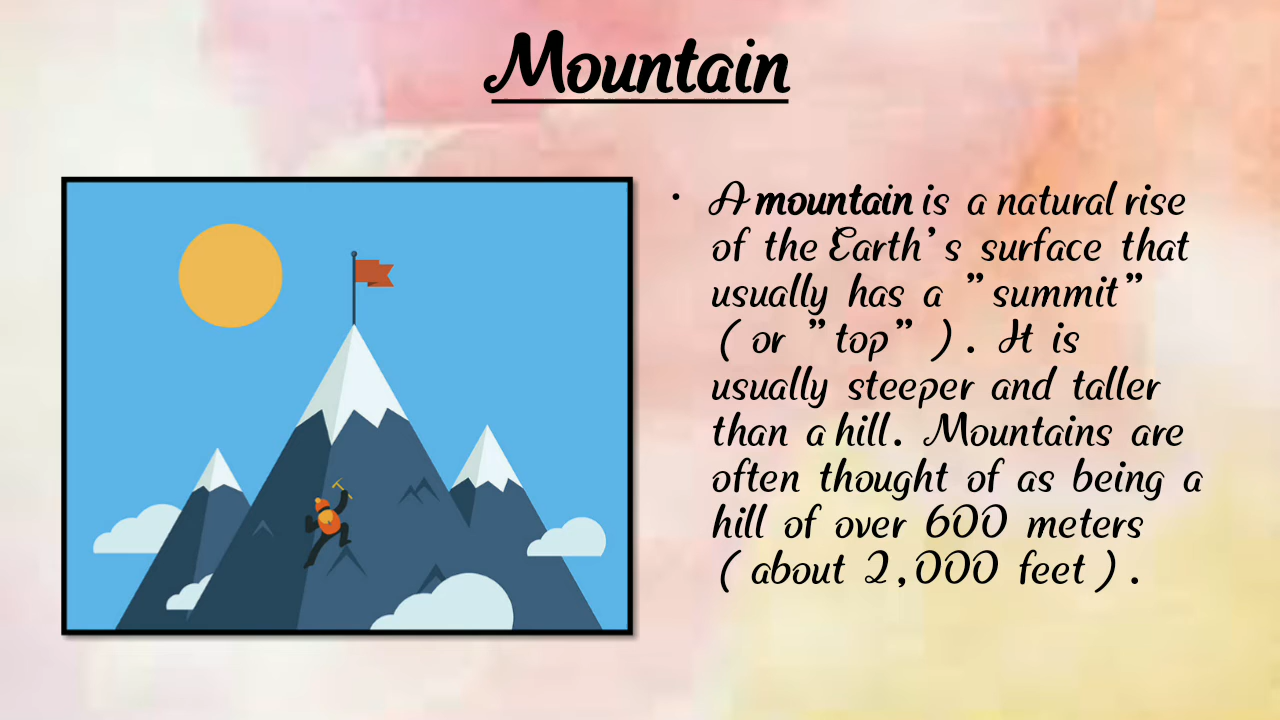 Mountain
• A mountain is a natural rise
of the Earth’s surface that
usually has a ”summit”
(or ”top”). It is
usually steeper and taller
than a hill. Mountains are
often thought of as being a
hill of over 600 meters
(about 2,000 feet).